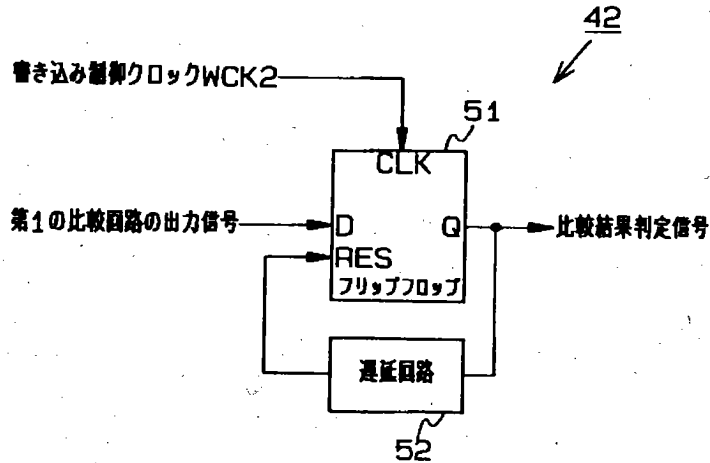 42
書き込み制御クロックWCK2
51
CLK
第1の比較回路の出力信号
D
Q
比較結果判定信号
RES
フリップフロップ
遅延回路
52